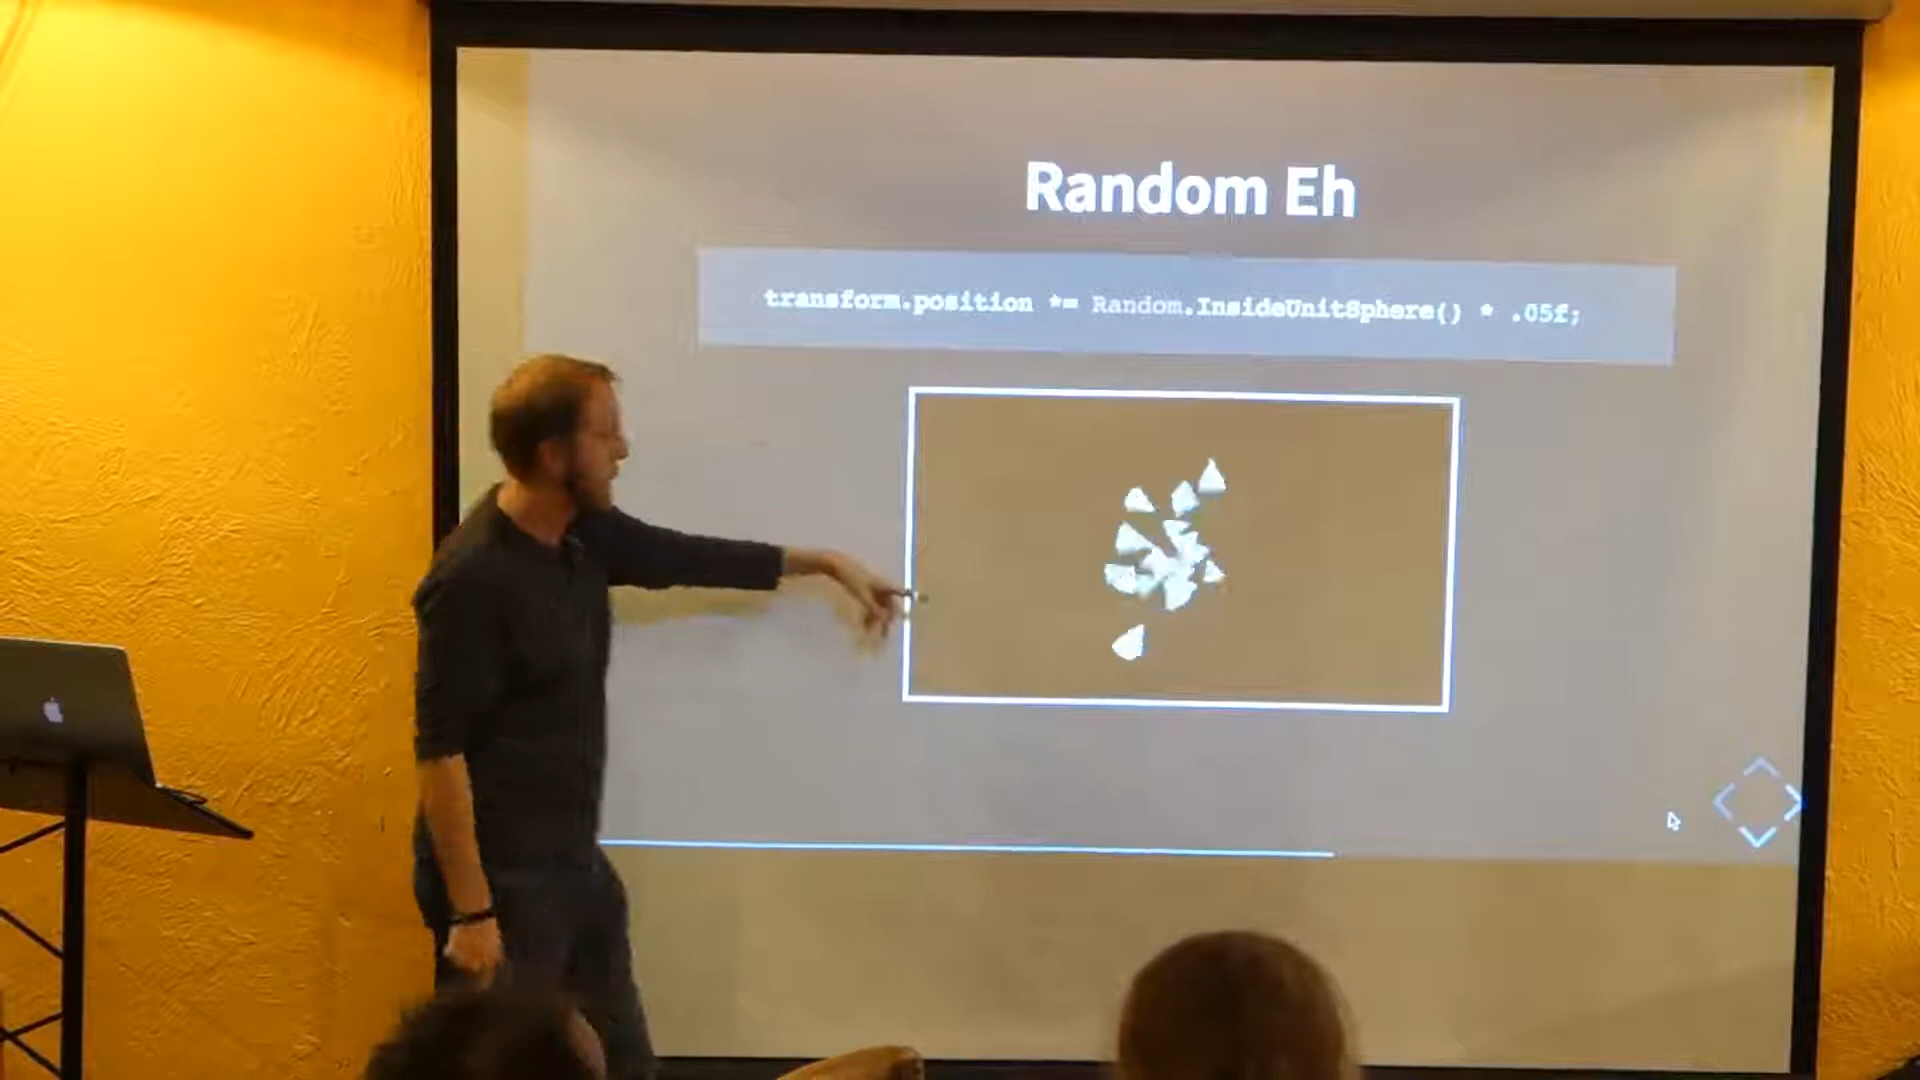 Random Eh
transform.position *= Random.InsideUnitSphere() * .05f;